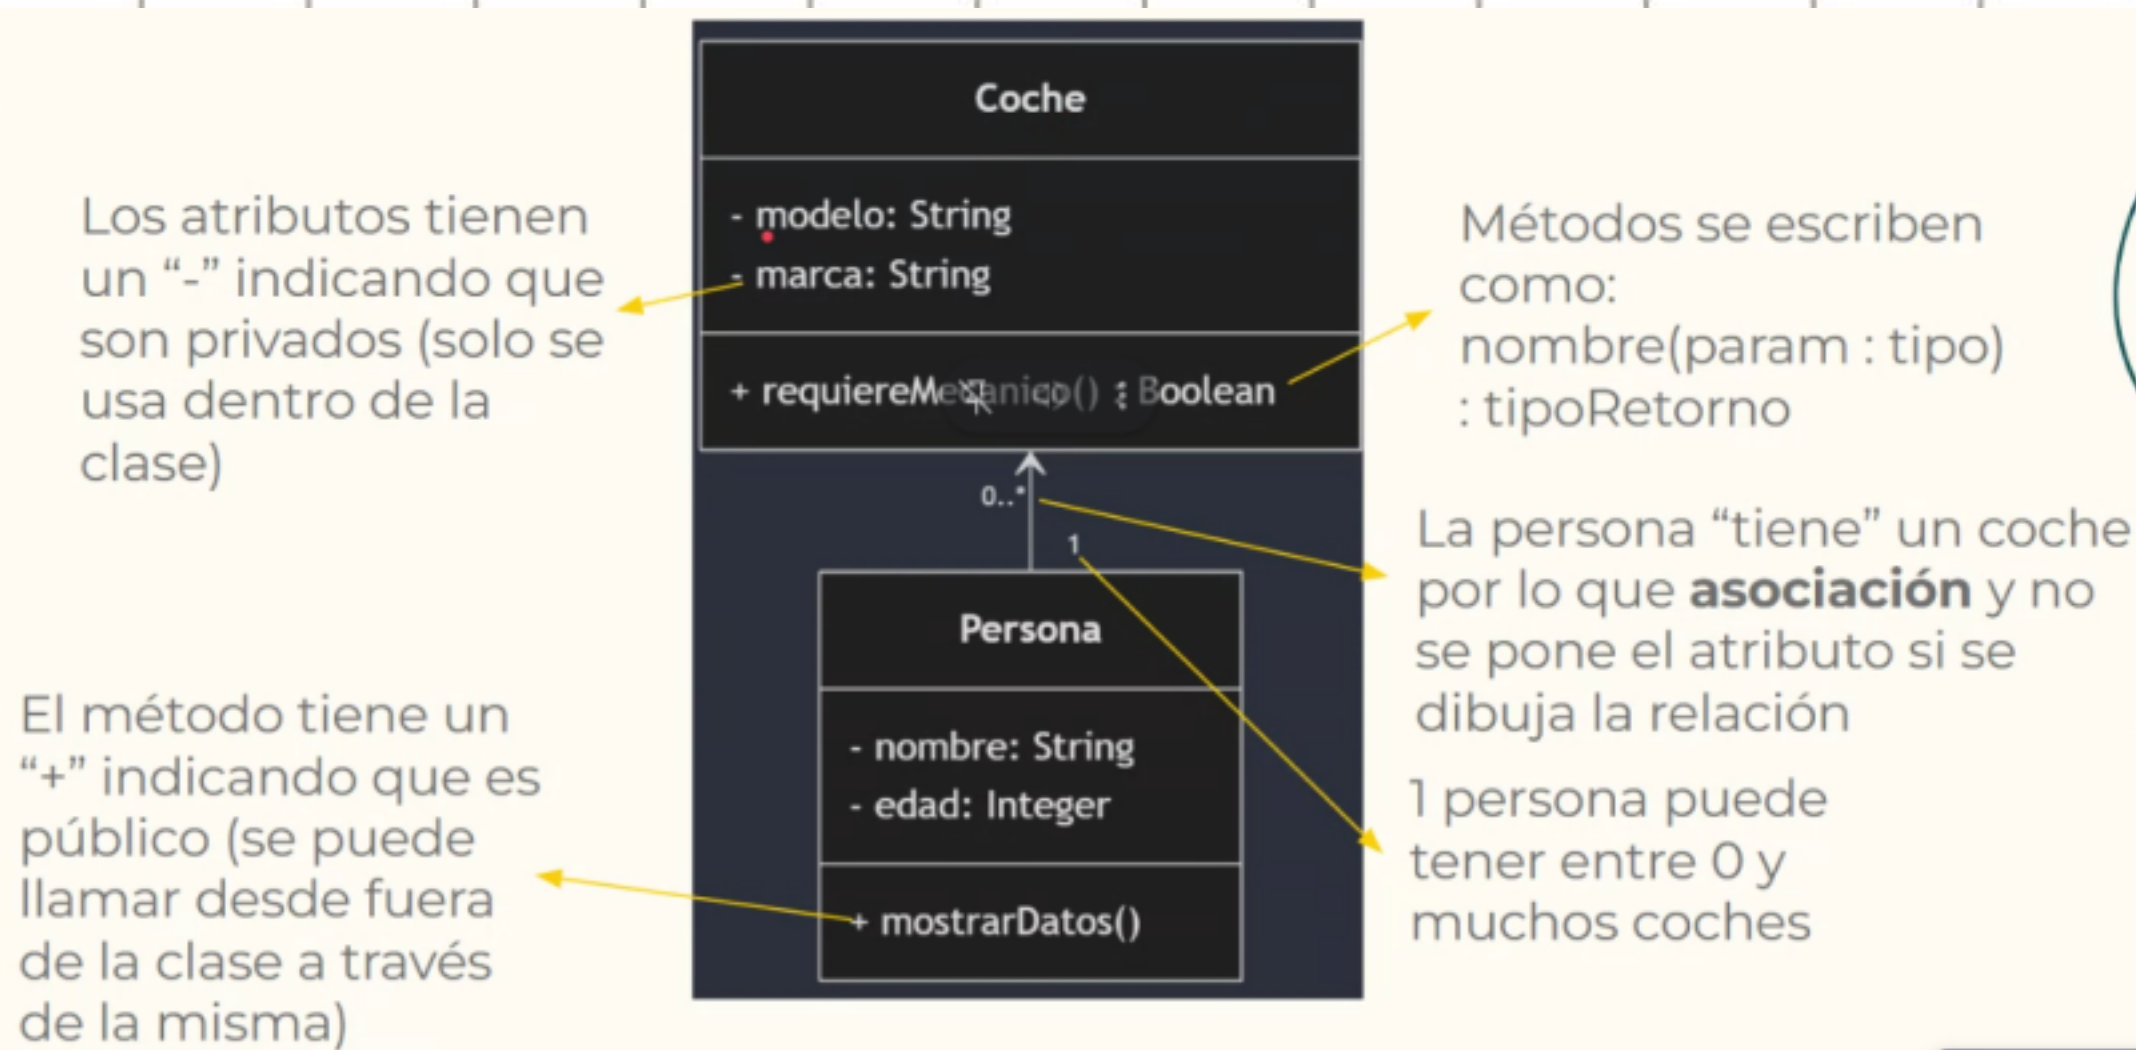 Coche
- modelo: String
- marca: String
+ requiereMecanico() : Boolean
0..*
1
Persona
- nombre: String
- edad: Integer
+ mostrarDatos()
Los atributos tienen
un “-” indicando que
son privados (solo se
usa dentro de la
clase)
El método tiene un
“+” indicando que es
público (se puede
llamar desde fuera
de la clase a través
de la misma)
Métodos se escriben
como:
nombre(param : tipo)
: tipoRetorno
La persona “tiene” un coche
por lo que asociación y no
se pone el atributo si se
dibuja la relación
1 persona puede
tener entre 0 y
muchos coches